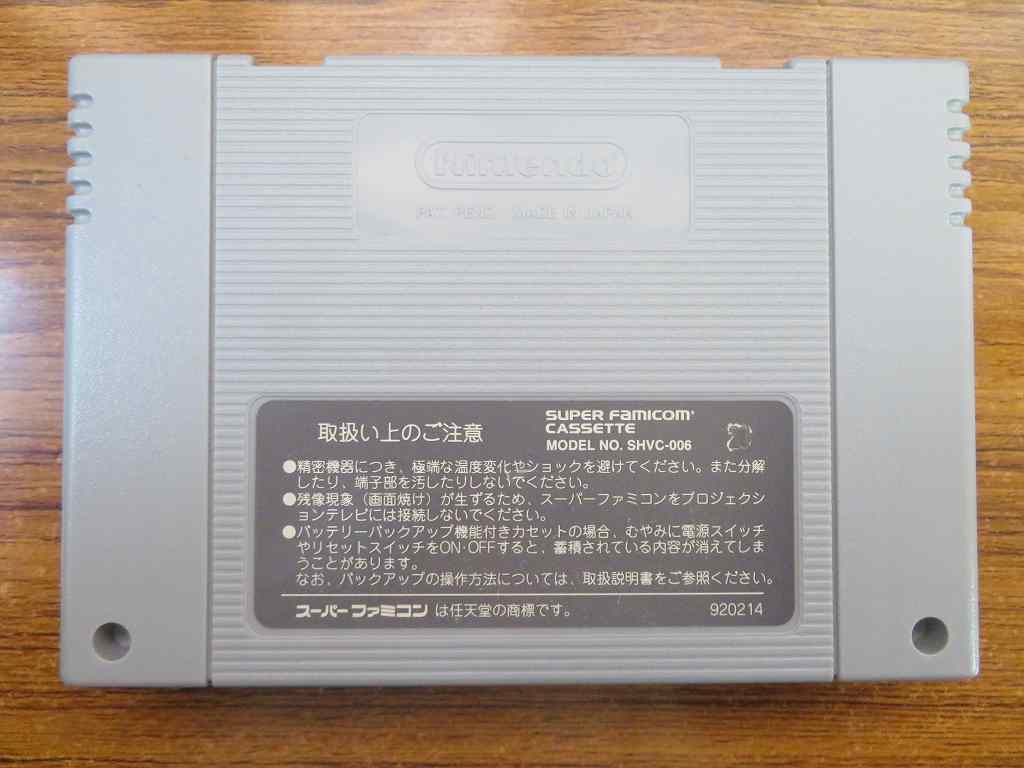 Nintendo
PAT. PEND. MADE IN JAPAN
取扱い上のご注意
SUPER FAMICOM
CASSETTE
MODEL NO. SHVC-006
●精密機器につき、極端な温度変化やショックを避けてください。また分解
したり、端子部を汚したりしないでください。
●残像現象（画面焼け）が生ずるため、スーパーファミコンをプロジェクシ
ョンテレビには接続しないでください。
●バッテリーバックアップ機能付きカセットの場合、むやみに電源スイッチ
やリセットスイッチをON·OFFすると、蓄積されている内容が消えてしま
うことがあります。
なお、バックアップの操作方法については、取扱説明書をご参照ください。
スーパーファミコン は任天堂の商標です。 920214